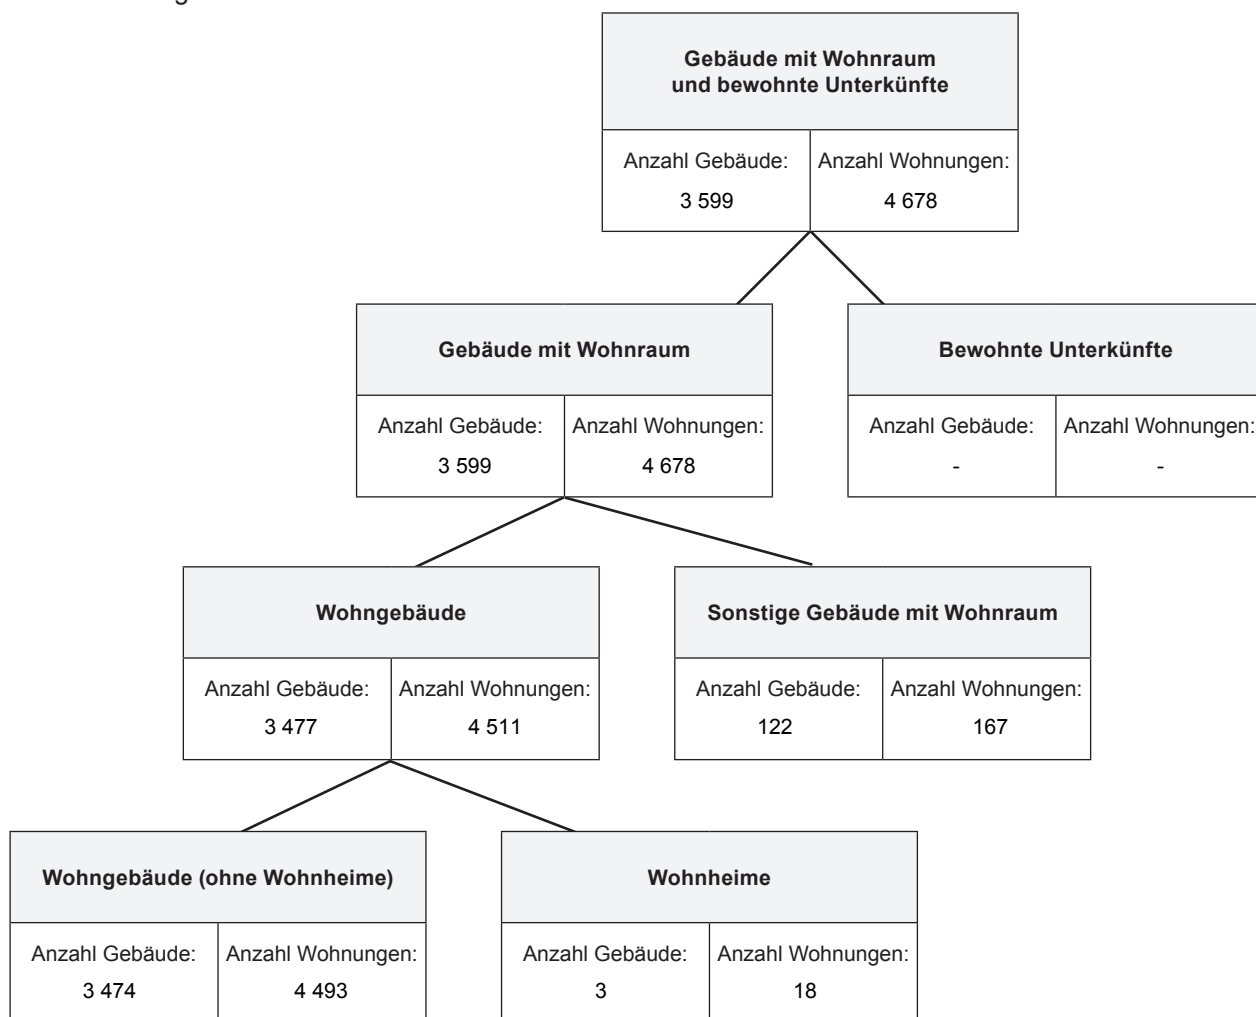 Gebäude mit Wohnraum
und bewohnte Unterkünfte
Anzahl Gebäude: Anzahl Wohnungen:
3 599 4 678
Gebäude mit Wohnraum
Anzahl Gebäude: Anzahl Wohnungen:
3 599 4 678
Bewohnte Unterkünfte
Anzahl Gebäude: Anzahl Wohnungen:
- -
Wohngebäude
Anzahl Gebäude: Anzahl Wohnungen:
3 477 4 511
Sonstige Gebäude mit Wohnraum
Anzahl Gebäude: Anzahl Wohnungen:
122 167
Wohngebäude (ohne Wohnheime)
Anzahl Gebäude: Anzahl Wohnungen:
3 474 4 493
Wohnheime
Anzahl Gebäude: Anzahl Wohnungen:
3 18